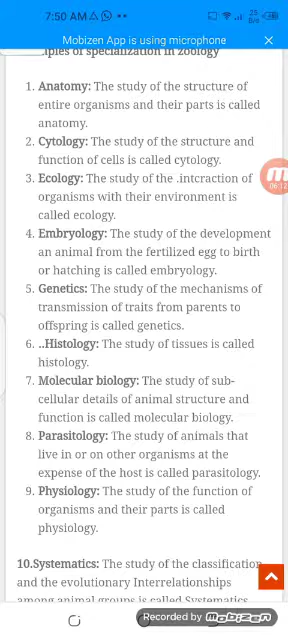 7:50 AM
Mobizen App is using microphone
iples of specialization in zoology
1. Anatomy: The study of the structure of
entire organisms and their parts is called
anatomy.
2. Cytology: The study of the structure and
function of cells is called cytology.
3. Ecology: The study of the .intcraction of
organisms with their environment is
called ecology.
4. Embryology: The study of the development
an animal from the fertilized egg to birth
or hatching is called embryology.
5. Genetics: The study of the mechanisms of
transmission of traits from parents to
offspring is called genetics.
6. ..Histology: The study of tissues is called
histology.
7. Molecular biology: The study of sub-
cellular details of animal structure and
function is called molecular biology.
8. Parasitology: The study of animals that
live in or on other organisms at the
expense of the host is called parasitology.
9. Physiology: The study of the function of
organisms and their parts is called
physiology.
10.Systematics: The study of the classification
and the evolutionary Interrelationships
among animal groups is called Systematics
06:12
Recorded by mobizen